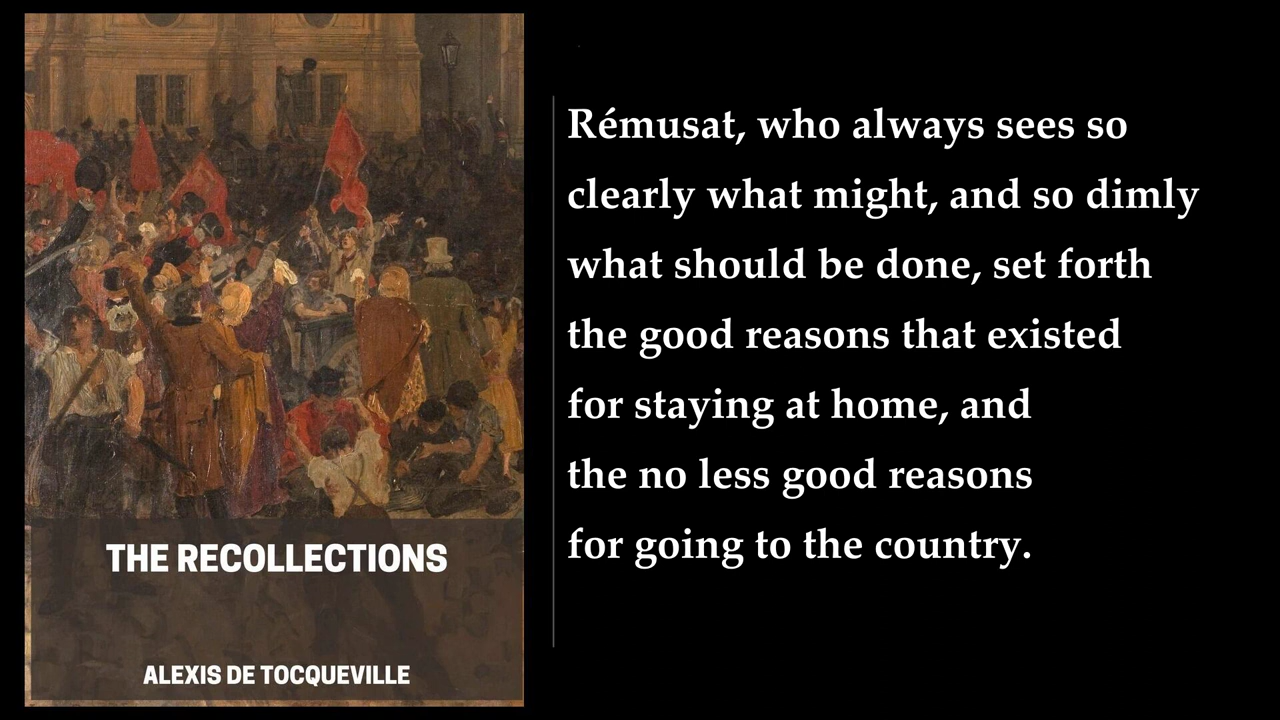 THE RECOLLECTIONS
ALEXIS DE TOCQUEVILLE
Rémusat, who always sees so
clearly what might, and so dimly
what should be done, set forth
the good reasons that existed
for staying at home, and
the no less good reasons
for going to the country.